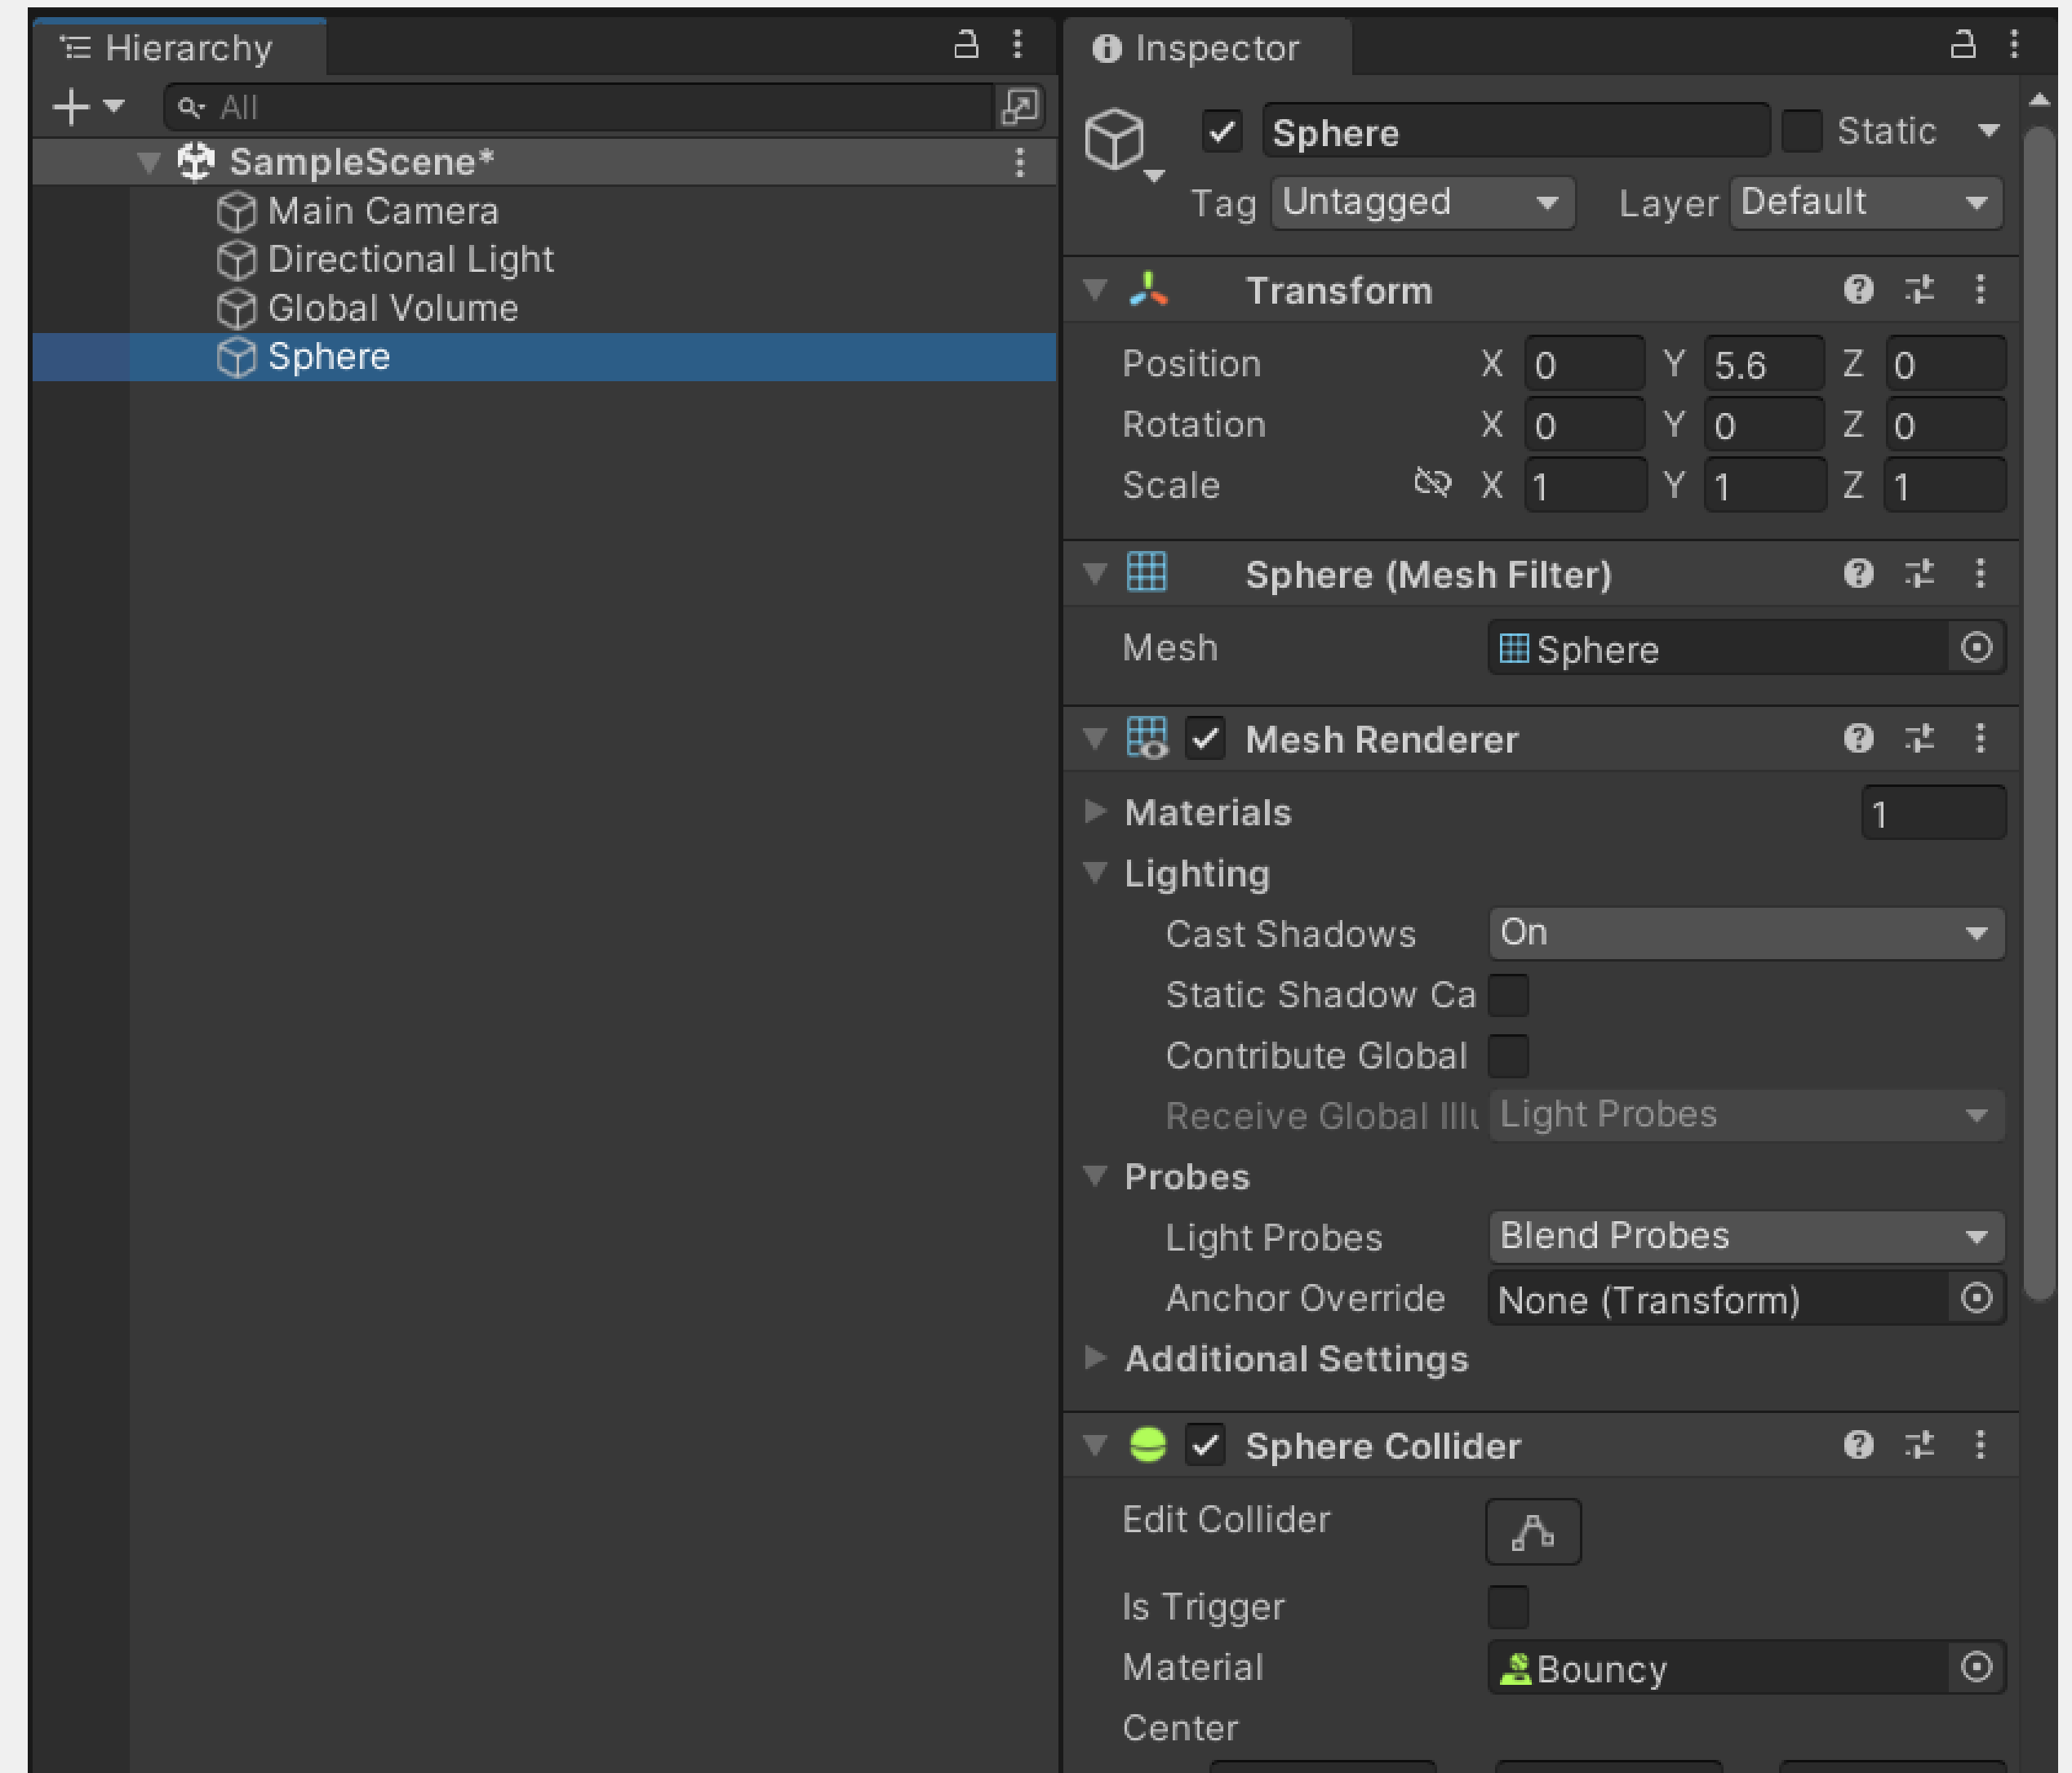 Hierarchy
All
SampleScene*
Main Camera
Directional Light
Global Volume
Sphere
Inspector
Sphere
Static
Tag Untagged Layer Default
Transform
Position X 0 Y 5.6 Z 0
Rotation X 0 Y 0 Z 0
Scale X 1 Y 1 Z 1
Sphere (Mesh Filter)
Mesh Sphere
Mesh Renderer
Materials 1
Lighting
Cast Shadows On
Static Shadow Ca
Contribute Global
Receive Global Illu Light Probes
Probes
Light Probes Blend Probes
Anchor Override None (Transform)
Additional Settings
Sphere Collider
Edit Collider
Is Trigger
Material Bouncy
Center